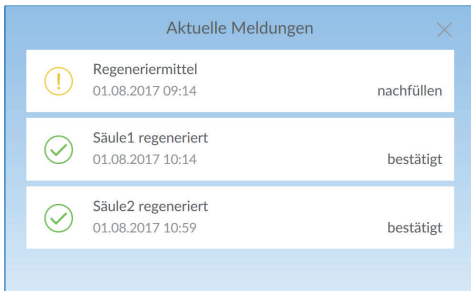 Aktuelle Meldungen
Regeneriermittel
01.08.2017 09:14
nachfüllen
Säule1 regeneriert
01.08.2017 10:14
bestätigt
Säule2 regeneriert
01.08.2017 10:59
bestätigt